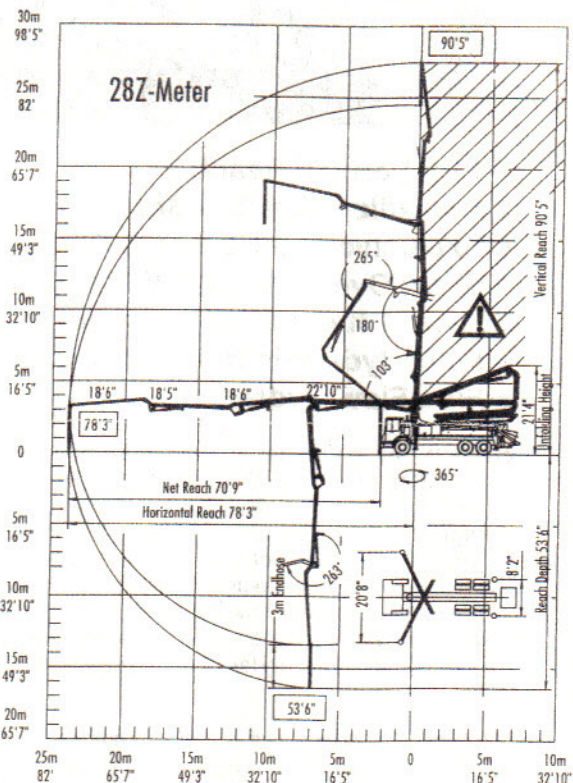 30m
98'5"
90'5"
28Z-Meter
25m
82'
20m
65'7"
15m
49'3"
265°
Vertical Reach 90'5"
10m
32'10"
180°
103°
5m
16'5"
18'6"
18'5"
18'6"
22'10"
78'3"
21'4"
Unfolding Height
0
365°
Net Reach 70'9"
Horizontal Reach 78'3"
5m
16'5"
3m Endhose
263°
20'8"
8'2"
Reach Depth 53'6"
10m
32'10"
15m
49'3"
53'6"
20m
65'7"
25m 20m 15m 10m 5m 0 5m 10m
82' 65'7" 49'3" 32'10" 16'5" 16'5" 32'10"